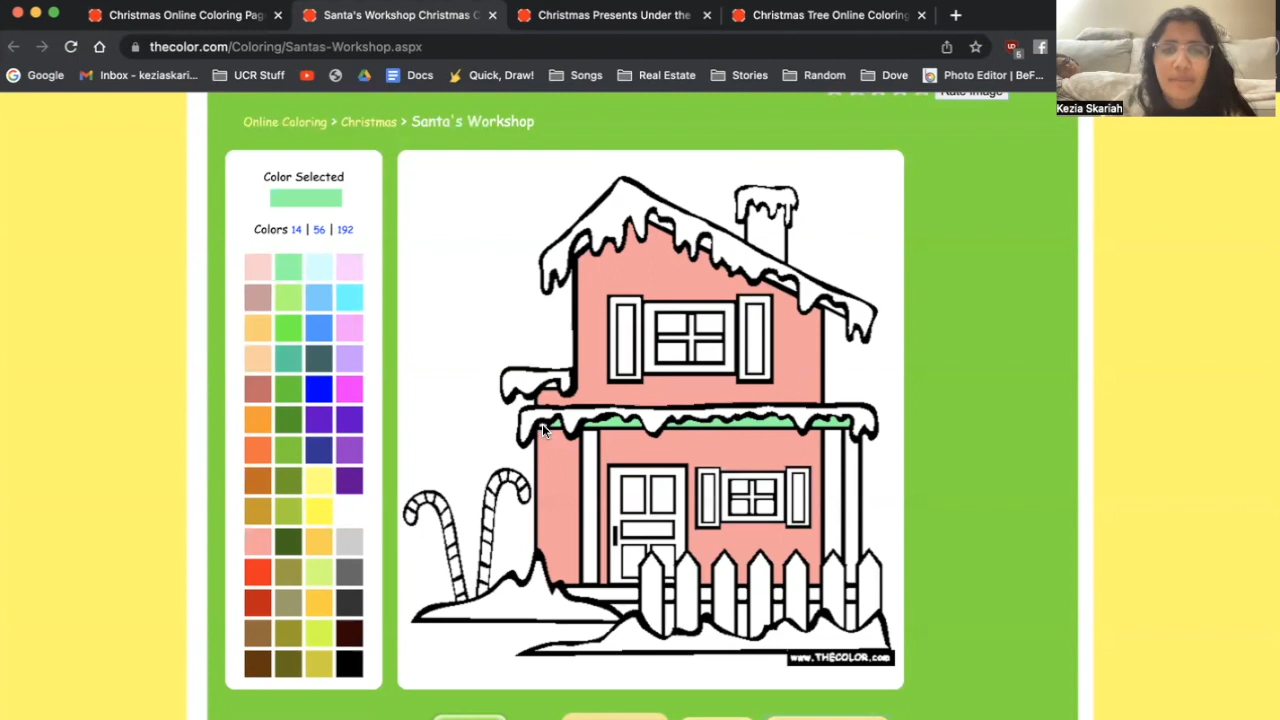 Christmas Online Coloring Pag
Santa's Workshop Christmas C
Christmas Presents Under the
Christmas Tree Online Coloring
thecolor.com/Coloring/Santas-Workshop.aspx
Google
Inbox - keziaskari...
UCR Stuff
Docs
Quick, Draw!
Songs
Real Estate
Stories
Random
Dove
Photo Editor | BeF...
Kezia Skariah
Rate Image
Online Coloring > Christmas > Santa's Workshop
Color Selected
Colors 14 | 56 | 192
www.THECOLOR.com